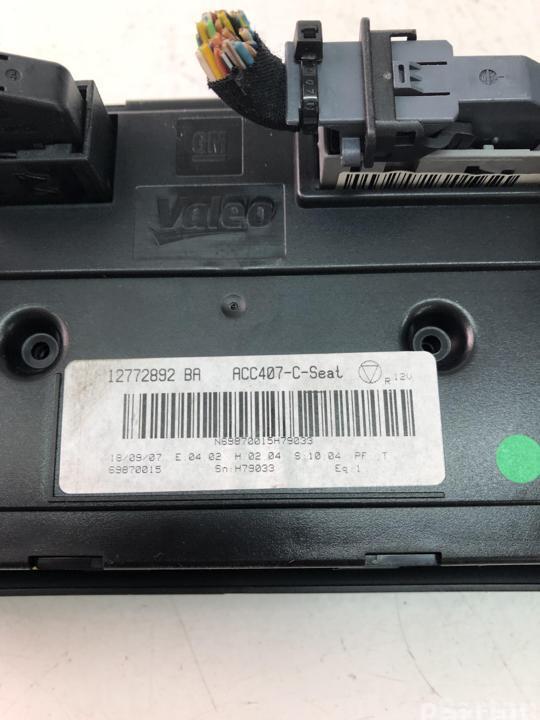 GM
Valeo
12772892 BA ACC407-C-Seat R 12V
N69870015H79033
18/09/07 E:04.02 H:02.04 S:10.04 PF:T
69870015 Sn:H79033 Eq:1